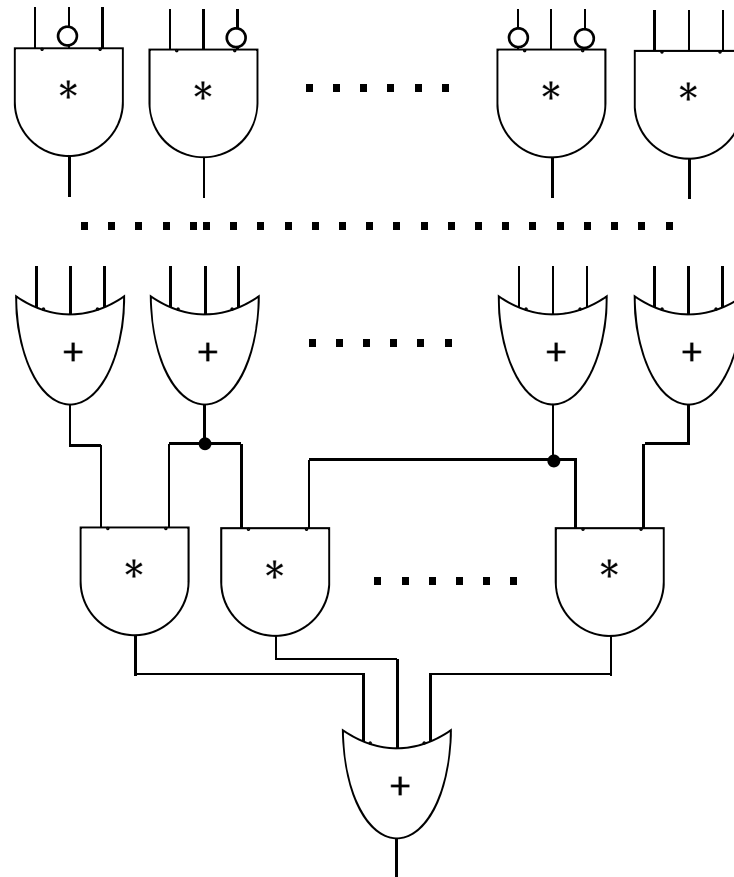 * * * *
+ + + +
* * *
+